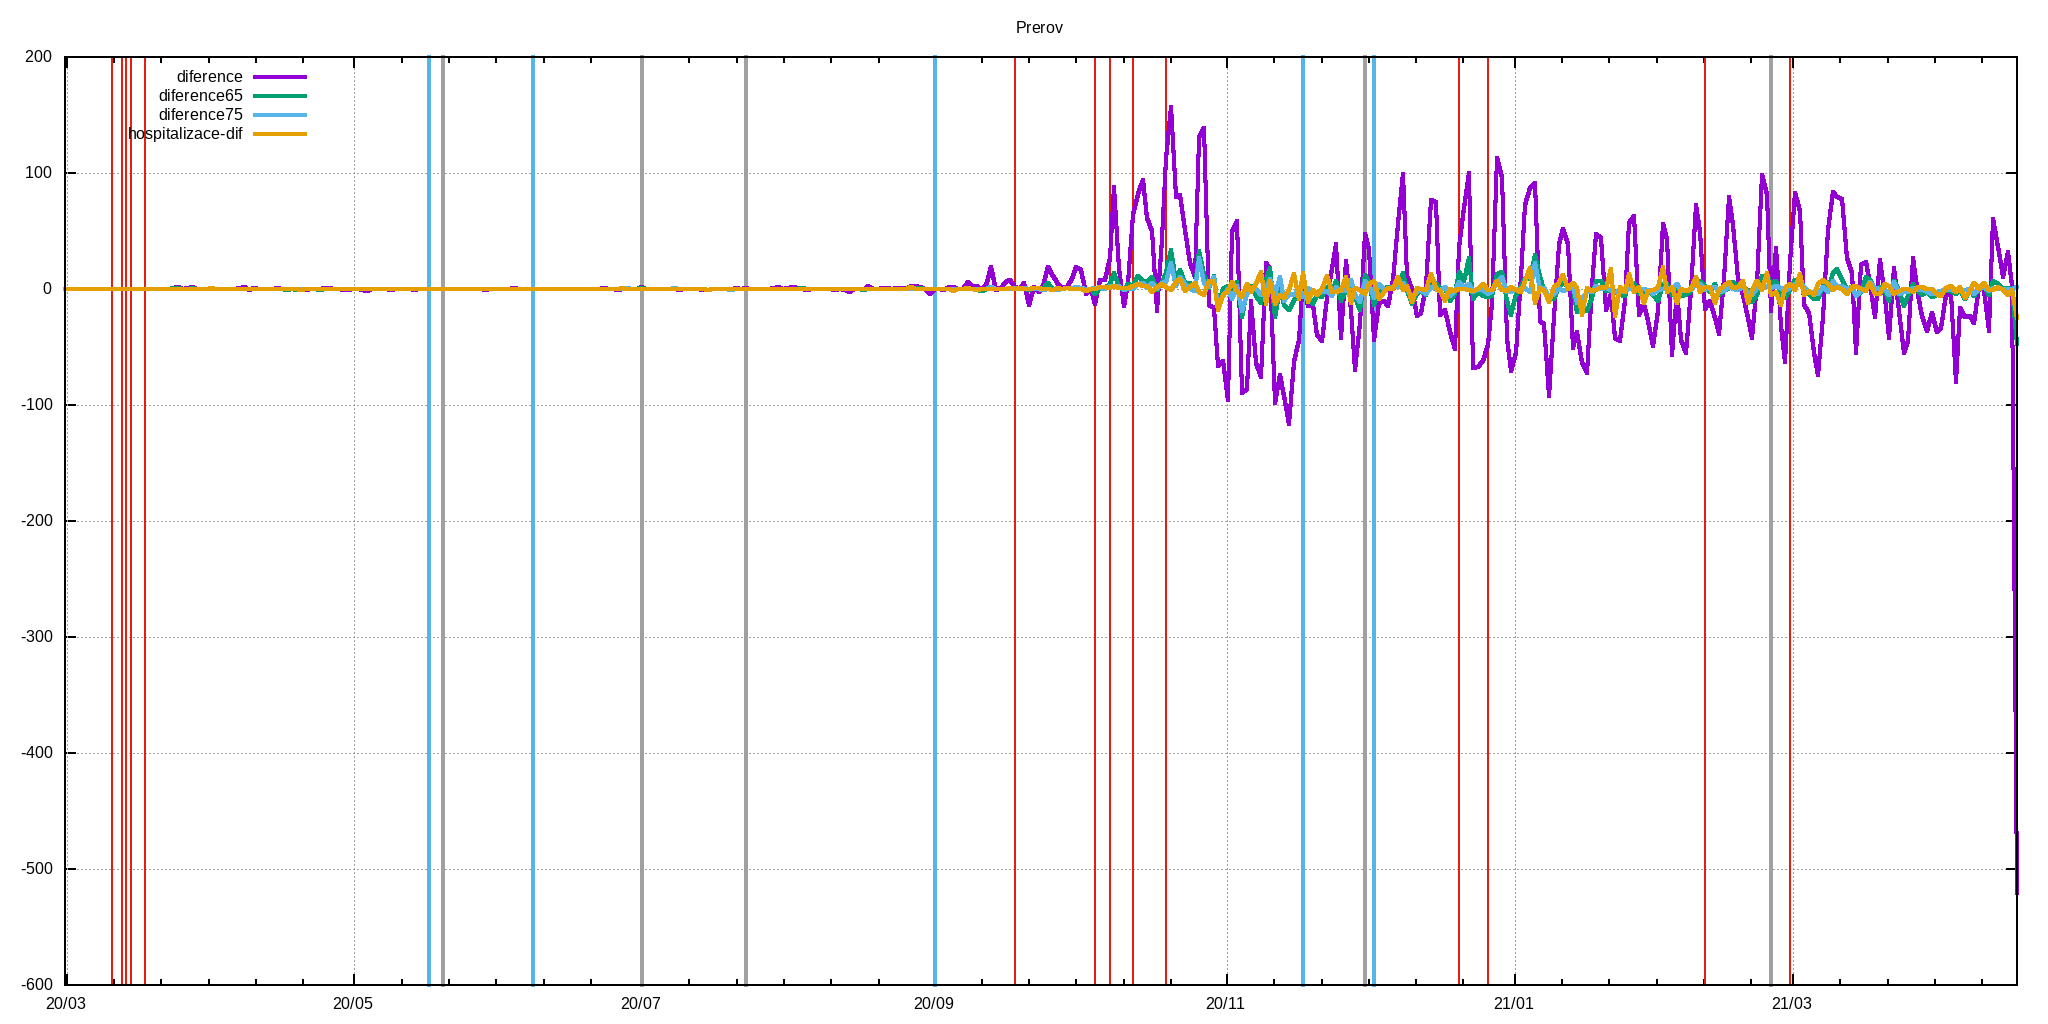 Prerov
200
diference
diference65
diference75
hospitalizace-dif
100
0
-100
-200
-300
-400
-500
-600
20/03 20/05 20/07 20/09 20/11 21/01 21/03